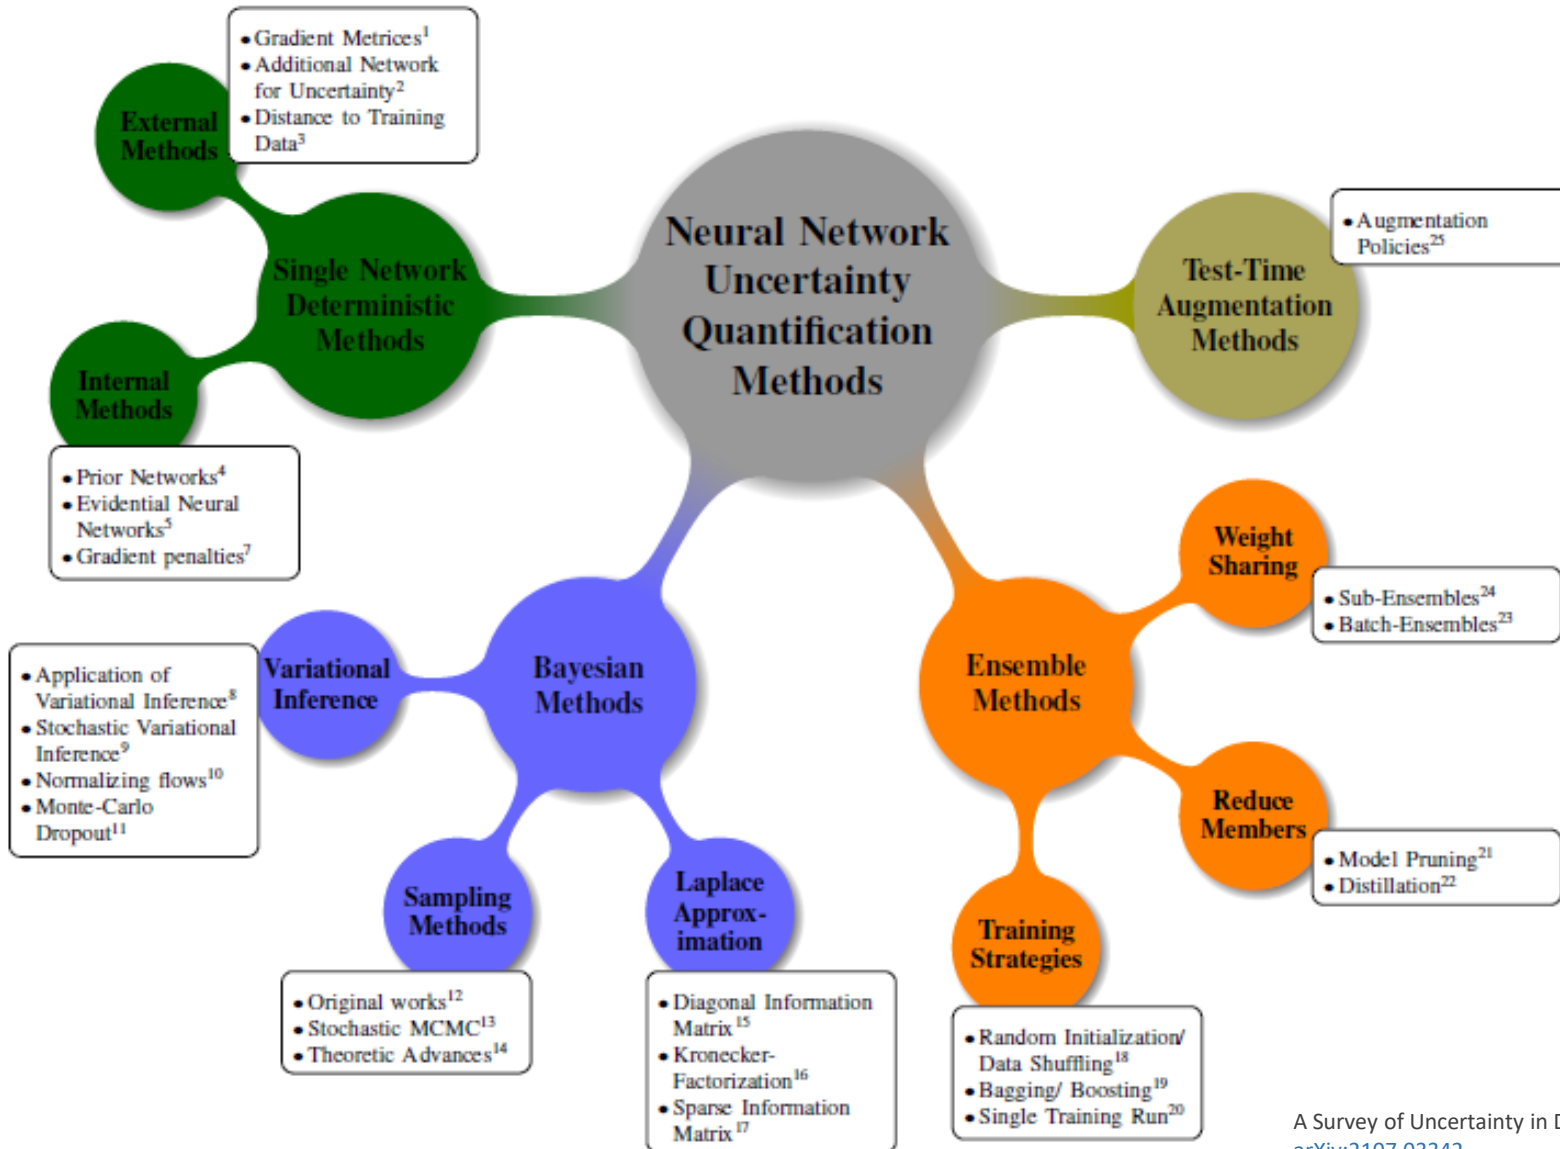 • Gradient Metrices¹
• Additional Network
for Uncertainty²
• Distance to Training
Data³
External
Methods
Single Network
Deterministic
Methods
Internal
Methods
• Prior Networks⁴
• Evidential Neural
Networks⁵
• Gradient penalties⁷
Neural Network
Uncertainty
Quantification
Methods
Test-Time
Augmentation
Methods
• Augmentation
Policies²⁵
Bayesian
Methods
Variational
Inference
• Application of
Variational Inference⁸
• Stochastic Variational
Inference⁹
• Normalizing flows¹⁰
• Monte-Carlo
Dropout¹¹
Sampling
Methods
• Original works¹²
• Stochastic MCMC¹³
• Theoretic Advances¹⁴
Laplace
Approx-
imation
• Diagonal Information
Matrix¹⁵
• Kronecker-
Factorization¹⁶
• Sparse Information
Matrix¹⁷
Ensemble
Methods
Weight
Sharing
• Sub-Ensembles²⁴
• Batch-Ensembles²³
Reduce
Members
• Model Pruning²¹
• Distillation²²
Training
Strategies
• Random Initialization/
Data Shuffling¹⁸
• Bagging/ Boosting¹⁹
• Single Training Run²⁰
A Survey of Uncertainty in D